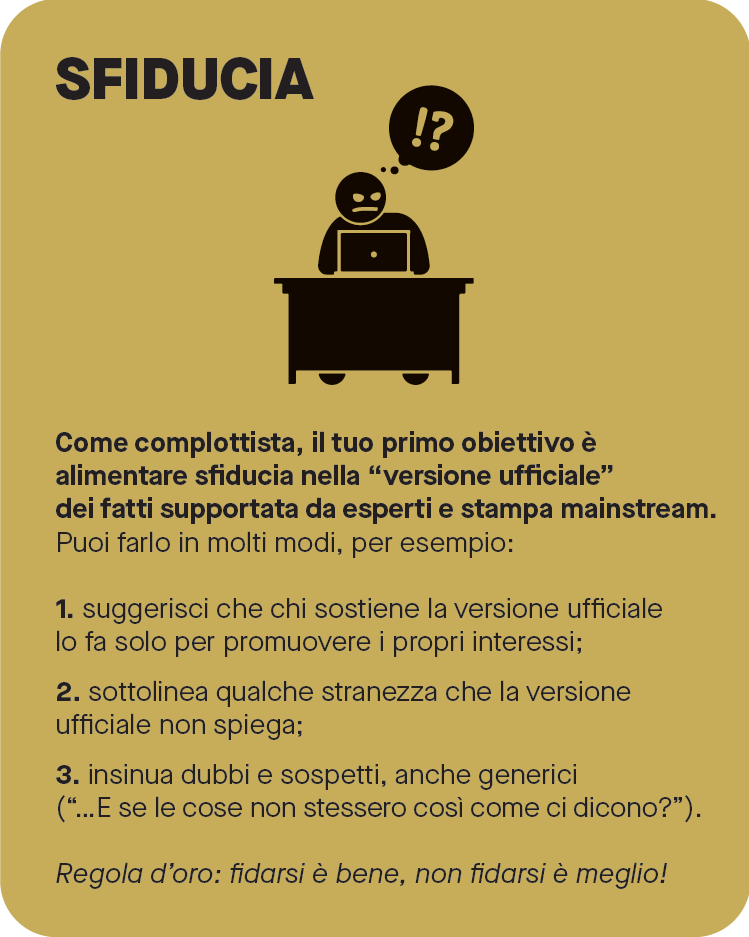 SFIDUCIA
!?
Come complottista, il tuo primo obiettivo è
alimentare sfiducia nella “versione ufficiale”
dei fatti supportata da esperti e stampa mainstream.
Puoi farlo in molti modi, per esempio:
1. suggerisci che chi sostiene la versione ufficiale
lo fa solo per promuovere i propri interessi;
2. sottolinea qualche stranezza che la versione
ufficiale non spiega;
3. insinua dubbi e sospetti, anche generici
(“...E se le cose non stessero così come ci dicono?”).
Regola d’oro: fidarsi è bene, non fidarsi è meglio!